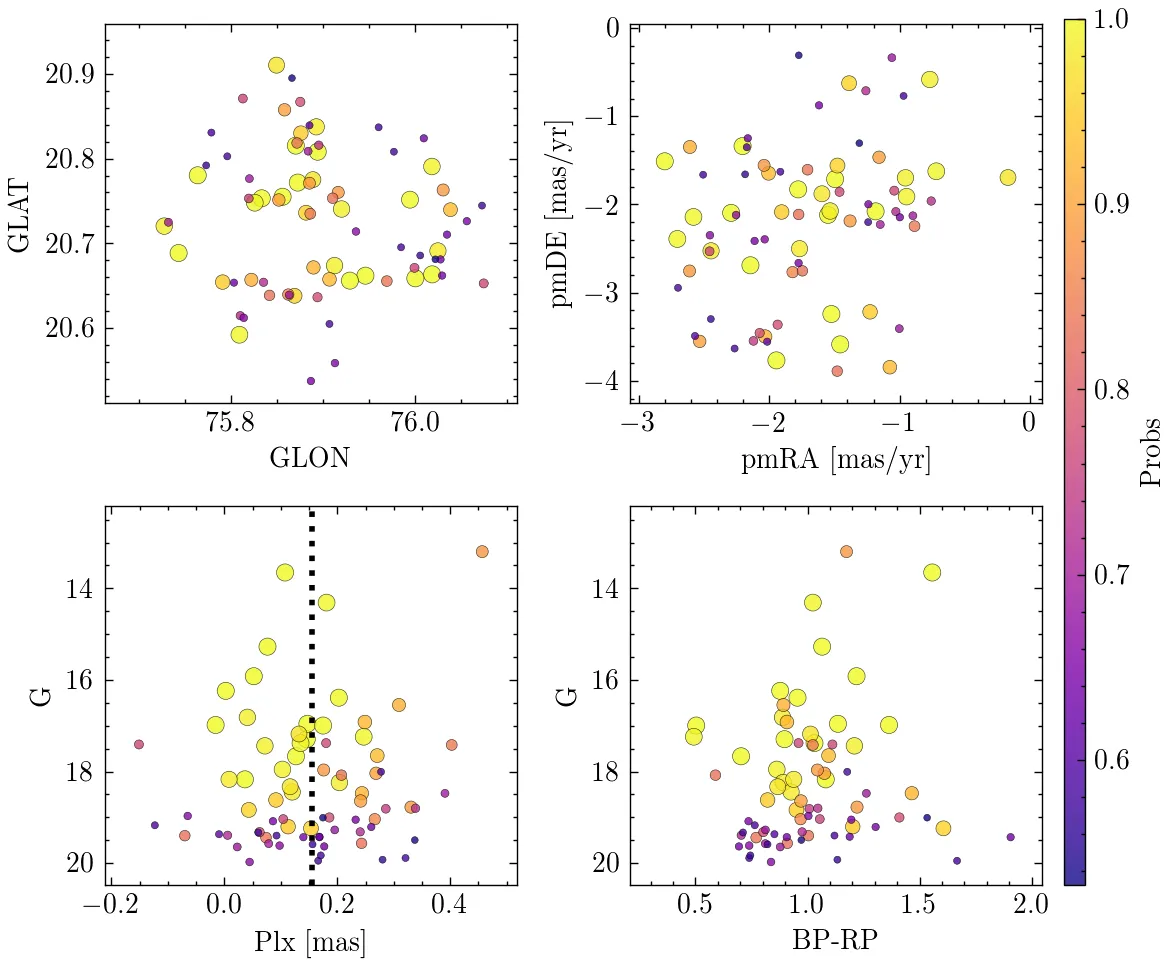 20.9
20.8
20.7
20.6
GLAT
75.8 76.0
GLON
0
−1
−2
−3
−4
pmDE [mas/yr]
−3 −2 −1 0
pmRA [mas/yr]
14
16
18
20
G
−0.2 0.0 0.2 0.4
Plx [mas]
14
16
18
20
G
0.5 1.0 1.5 2.0
BP-RP
1.0
0.9
0.8
0.7
0.6
Probs